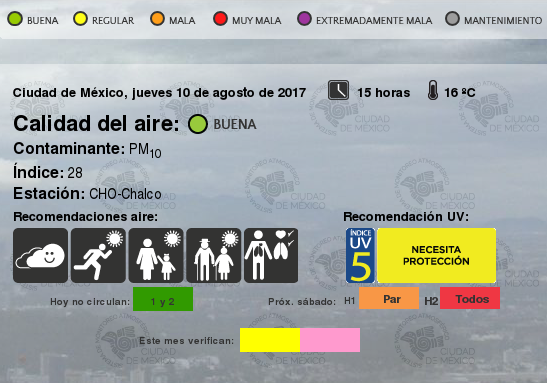 BUENA REGULAR MALA MUY MALA EXTREMADAMENTE MALA MANTENIMIENTO
Ciudad de México, jueves 10 de agosto de 2017 15 horas 16 ºC
Calidad del aire: BUENA
Contaminante: PM10
Índice: 28
Estación: CHO-Chalco
Recomendaciones aire: Recomendación UV:
ÍNDICE
UV
5
NECESITA
PROTECCIÓN
Hoy no circulan: 1 y 2 Próx. sábado: H1 Par H2 Todos
Este mes verifican:
CIUDAD
DE MÉXICO